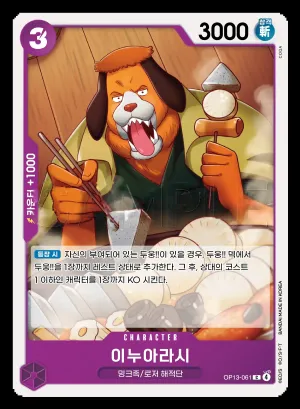 3
3000
斬
카운터 +1000
등장 시 자신의 부여되어 있는 두웅!!이 있을 경우, 두웅!! 덱에서
두웅!!을 1장까지 레스트 상태로 추가한다. 그 후, 상대의 코스트
1 이하인 캐릭터를 1장까지 KO 시킨다.
CHARACTER
이누아라시
밍크족/로저 해적단
OP13-061 C